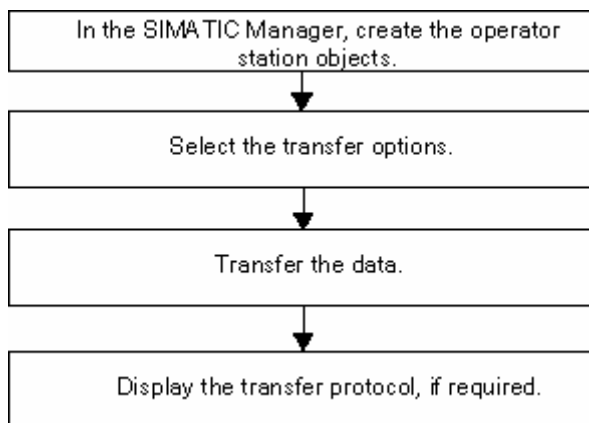 In the SIMATIC Manager, create the operator
station objects.
Select the transfer options.
Transfer the data.
Display the transfer protocol, if required.